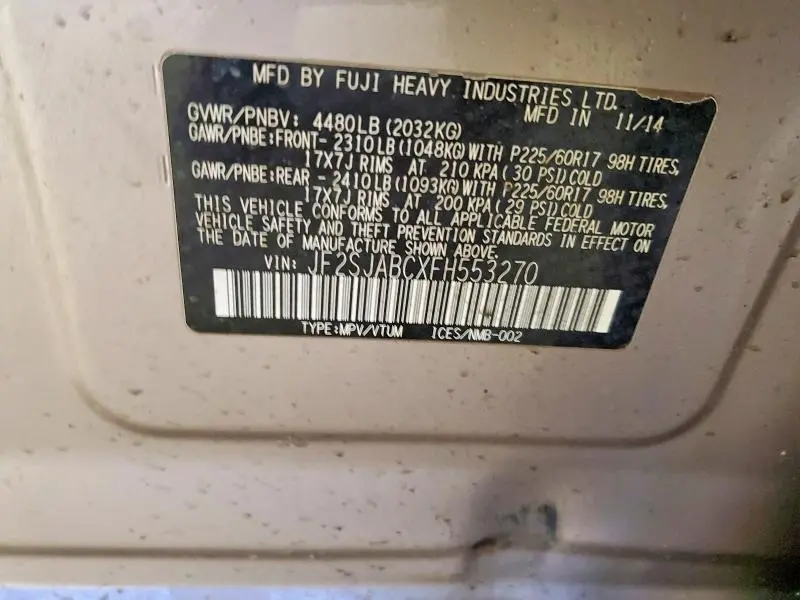 MFD BY FUJI HEAVY INDUSTRIES LTD.
MFD IN 11/14
GVWR/PNBV: 4480LB (2032KG)
GAWR/PNBE:FRONT- 2310LB (1048KG) WITH P225/60R17 98H TIRES,
17X7J RIMS AT 210 KPA (30 PSI) COLD
GAWR/PNBE:REAR - 2410LB (1093KG) WITH P225/60R17 98H TIRES,
17X7J RIMS AT 200 KPA (29 PSI) COLD
THIS VEHICLE CONFORMS TO ALL APPLICABLE FEDERAL MOTOR
VEHICLE SAFETY AND THEFT PREVENTION STANDARDS IN EFFECT ON
THE DATE OF MANUFACTURE SHOWN ABOVE.
VIN: JF2SJABCXFH553270
TYPE:MPV/VTUM ICES/NMB-002